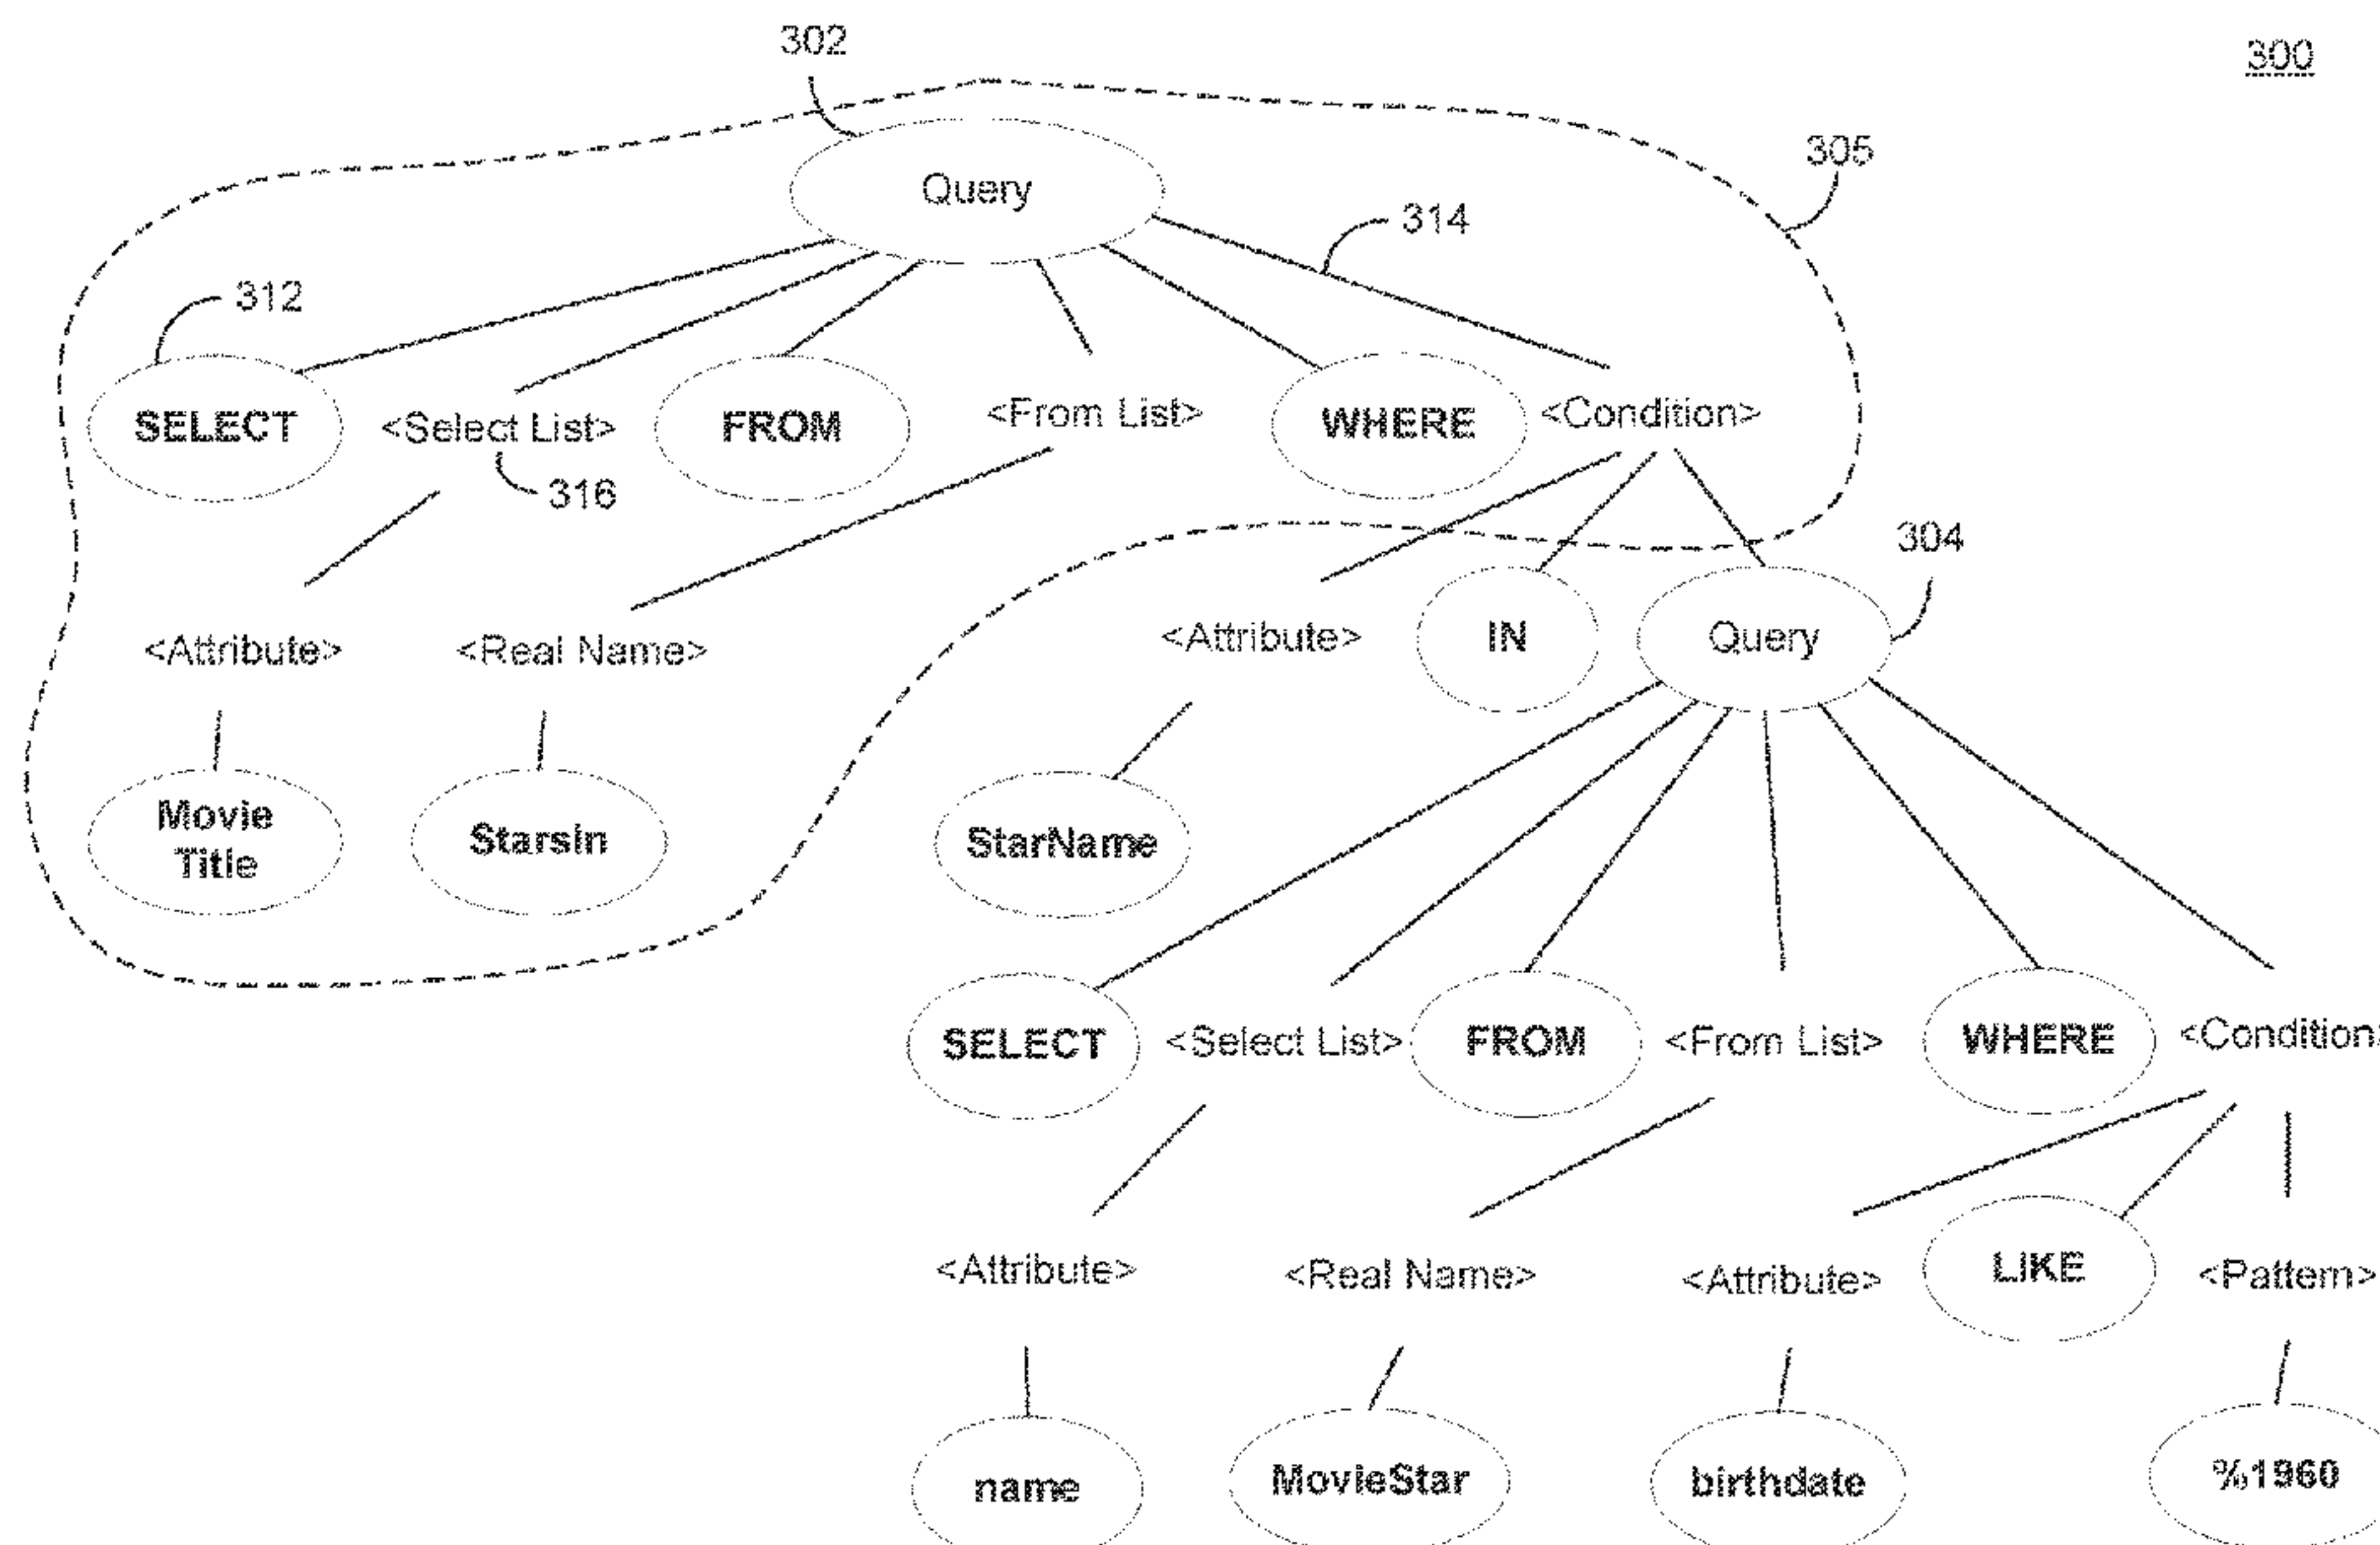 302
300
305
Query
314
312
SELECT
<Select List>
FROM
<From List>
WHERE
<Condition>
316
304
<Attribute>
<Real Name>
<Attribute>
IN
Query
Movie
Title
StarsIn
StarName
SELECT
<Select List>
FROM
<From List>
WHERE
<Condition>
<Attribute>
<Real Name>
<Attribute>
LIKE
<Pattern>
name
MovieStar
birthdate
%1960